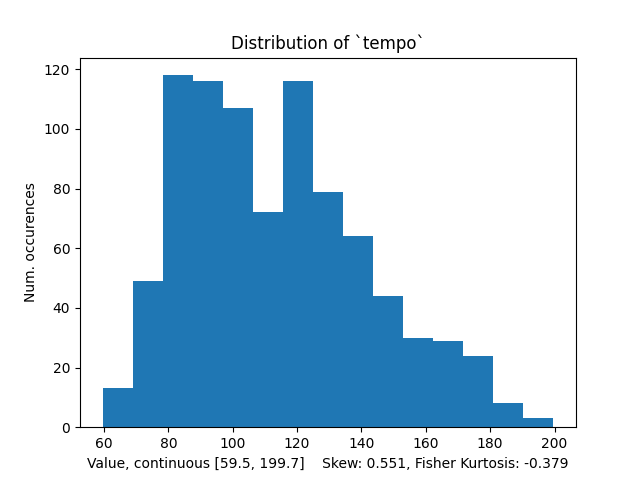 Distribution of `tempo`
120
100
80
60
40
20
0
Num. occurences
60 80 100 120 140 160 180 200
Value, continuous [59.5, 199.7]    Skew: 0.551, Fisher Kurtosis: -0.379